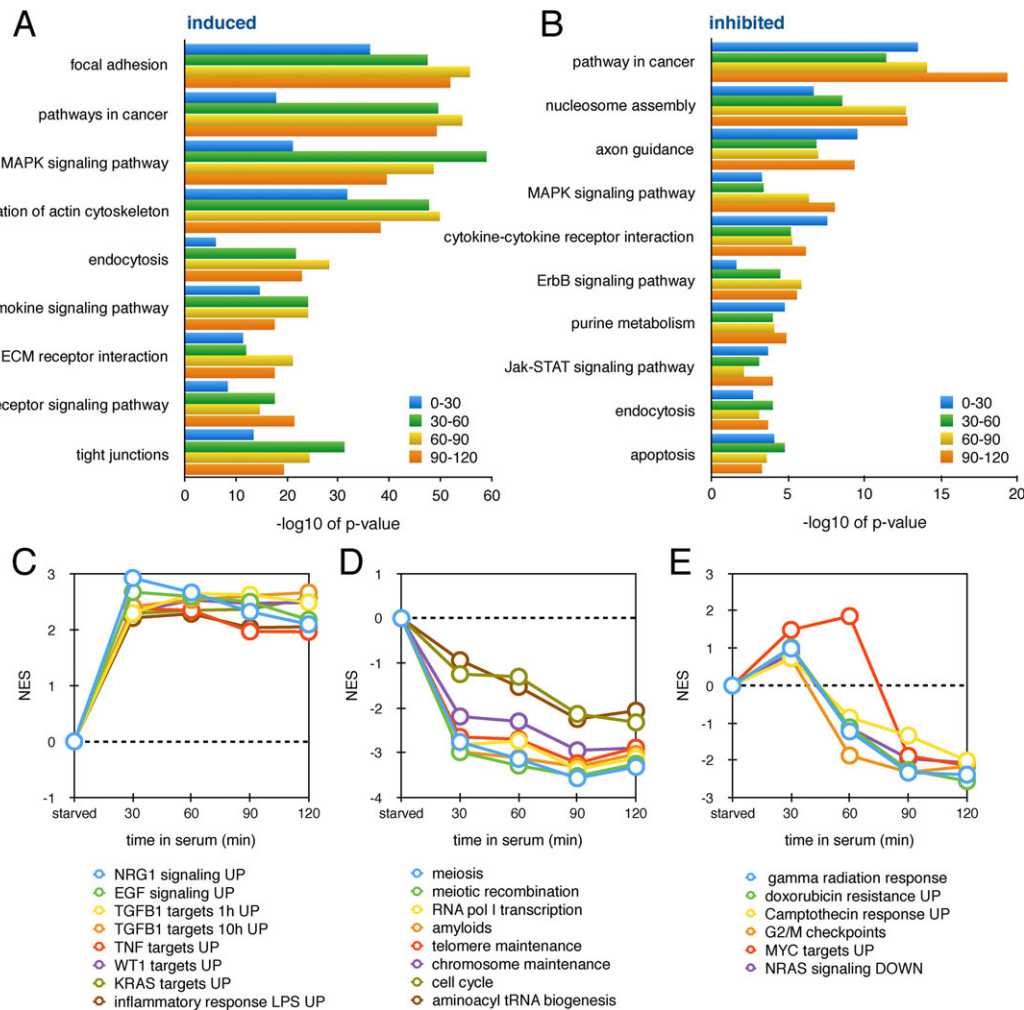 A
induced
focal adhesion
pathways in cancer
MAPK signaling pathway
ation of actin cytoskeleton
endocytosis
mokine signaling pathway
ECM receptor interaction
eceptor signaling pathway
tight junctions
0-30
30-60
60-90
90-120
0 10 20 30 40 50 60
-log10 of p-value
B
inhibited
pathway in cancer
nucleosome assembly
axon guidance
MAPK signaling pathway
cytokine-cytokine receptor interaction
ErbB signaling pathway
purine metabolism
Jak-STAT signaling pathway
endocytosis
apoptosis
0-30
30-60
60-90
90-120
0 5 10 15 20
-log10 of p-value
C
NES
3
2
1
0
-1
starved 30 60 90 120
time in serum (min)
NRG1 signaling UP
EGF signaling UP
TGFB1 targets 1h UP
TGFB1 targets 10h UP
TNF targets UP
WT1 targets UP
KRAS targets UP
inflammatory response LPS UP
D
NES
1
0
-1
-2
-3
-4
starved 30 60 90 120
time in serum (min)
meiosis
meiotic recombination
RNA pol I transcription
amyloids
telomere maintenance
chromosome maintenance
cell cycle
aminoacyl tRNA biogenesis
E
NES
3
2
1
0
-1
-2
-3
starved 30 60 90 120
time in serum (min)
gamma radiation response
doxorubicin resistance UP
Camptothecin response UP
G2/M checkpoints
MYC targets UP
NRAS signaling DOWN